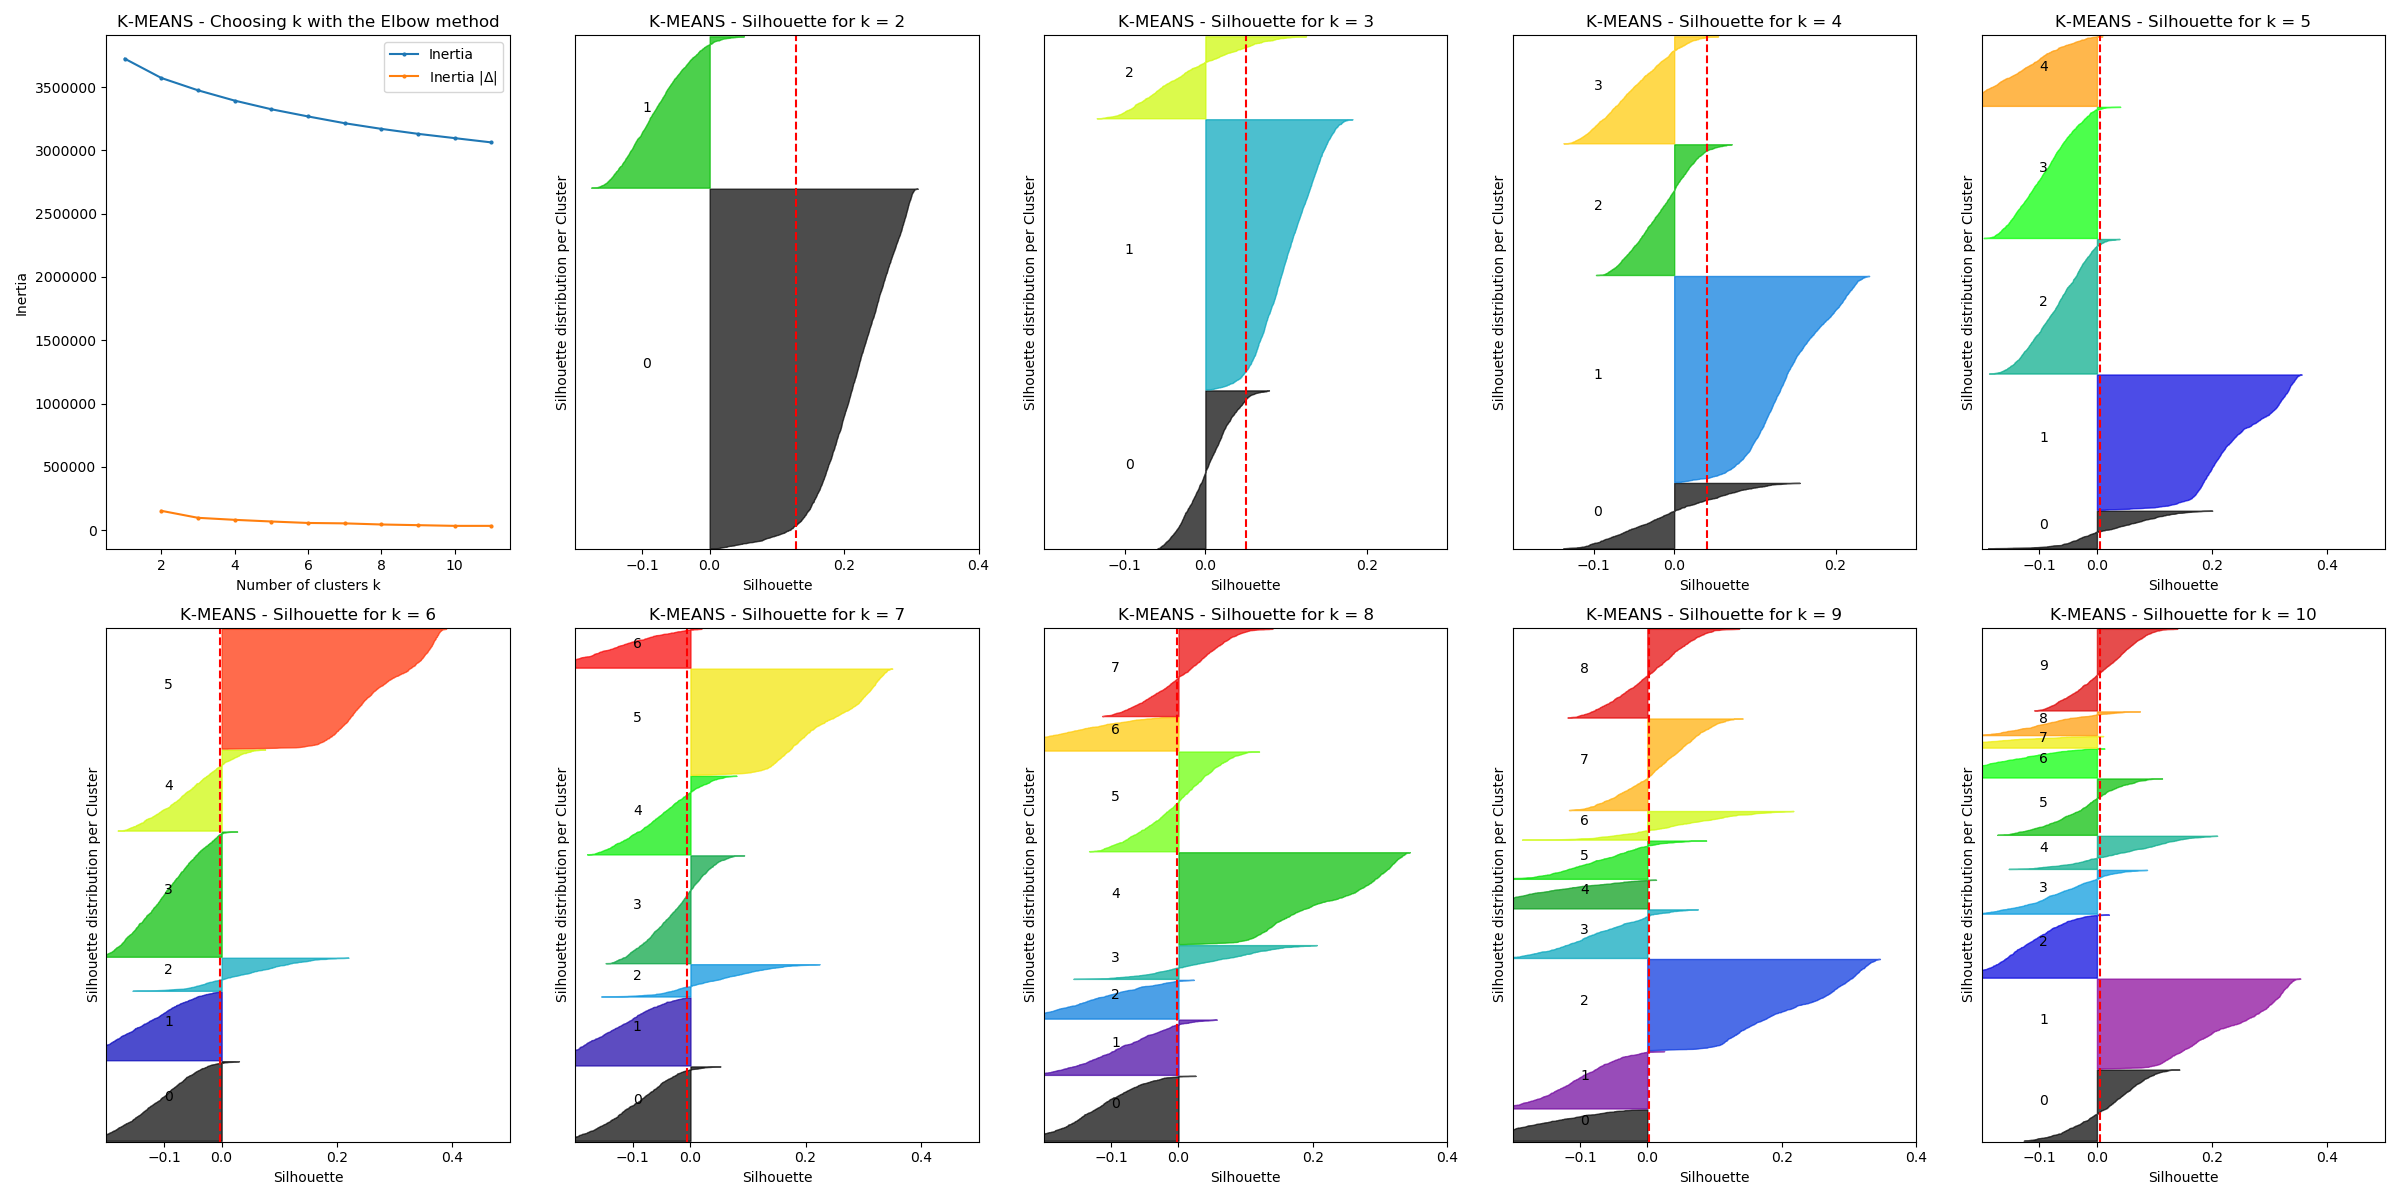 K-MEANS - Choosing k with the Elbow method
Inertia
Inertia |Δ|
3500000
3000000
2500000
2000000
1500000
1000000
500000
0
Inertia
2 4 6 8 10
Number of clusters k
K-MEANS - Silhouette for k = 2
1
0
Silhouette distribution per Cluster
−0.1 0.0 0.2 0.4
Silhouette
K-MEANS - Silhouette for k = 3
2
1
0
Silhouette distribution per Cluster
−0.1 0.0 0.2
Silhouette
K-MEANS - Silhouette for k = 4
3
2
1
0
Silhouette distribution per Cluster
−0.1 0.0 0.2
Silhouette
K-MEANS - Silhouette for k = 5
4
3
2
1
0
Silhouette distribution per Cluster
−0.1 0.0 0.2 0.4
Silhouette
K-MEANS - Silhouette for k = 6
5
4
3
2
1
0
Silhouette distribution per Cluster
−0.1 0.0 0.2 0.4
Silhouette
K-MEANS - Silhouette for k = 7
6
5
4
3
2
1
0
Silhouette distribution per Cluster
−0.1 0.0 0.2 0.4
Silhouette
K-MEANS - Silhouette for k = 8
7
6
5
4
3
2
1
0
Silhouette distribution per Cluster
−0.1 0.0 0.2 0.4
Silhouette
K-MEANS - Silhouette for k = 9
8
7
6
5
4
3
2
1
0
Silhouette distribution per Cluster
−0.1 0.0 0.2 0.4
Silhouette
K-MEANS - Silhouette for k = 10
9
8
7
6
5
4
3
2
1
0
Silhouette distribution per Cluster
−0.1 0.0 0.2 0.4
Silhouette